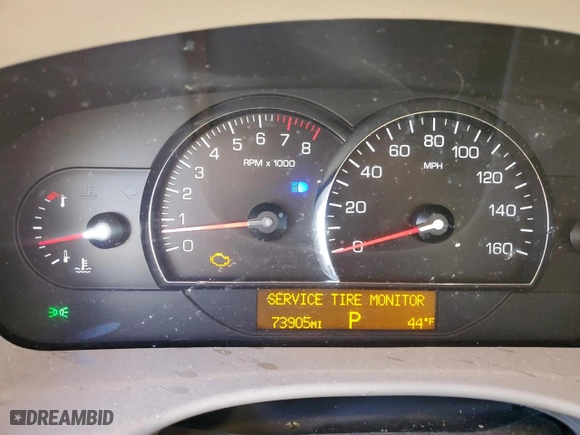 SERVICE TIRE MONITOR
73905MI P 44°F
0 1 2 3 4 5 6 7 8
RPM x 1000
0 20 40 60 80 100 120 140 160
MPH
DREAMBID